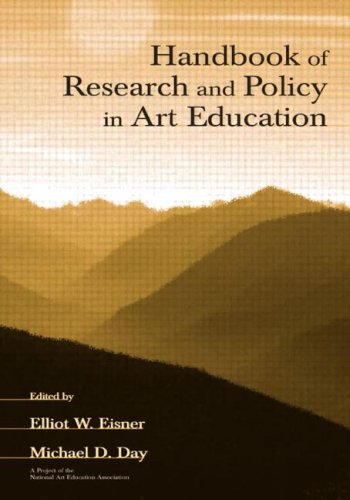 Handbook of
Research and Policy
in Art Education
Edited by
Elliot W. Eisner
Michael D. Day
A Project of the
National Art Education Association